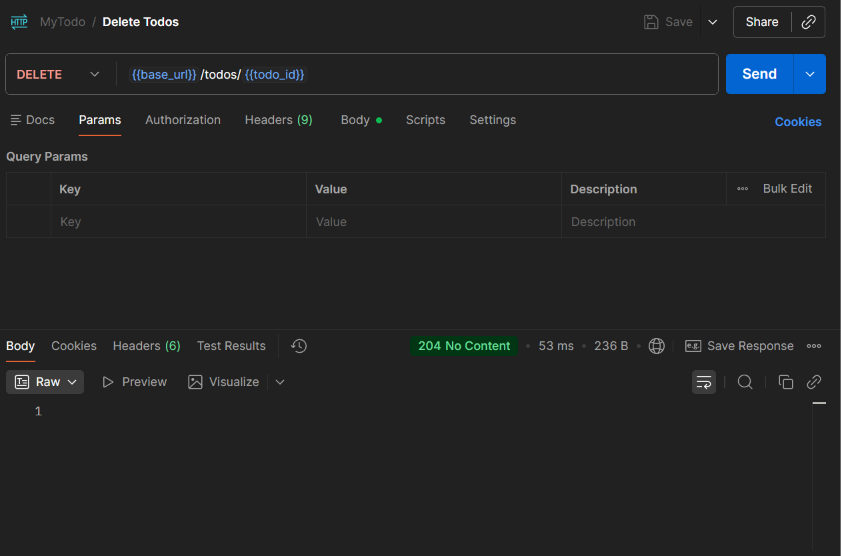 HTTP MyTodo / Delete Todos Save Share
DELETE {{base_url}} /todos/ {{todo_id}} Send
Docs Params Authorization Headers (9) Body Scripts Settings Cookies
Query Params
Key Value Description Bulk Edit
Key Value Description
Body Cookies Headers (6) Test Results 204 No Content • 53 ms • 236 B • e.g. Save Response
Raw Preview Visualize
1